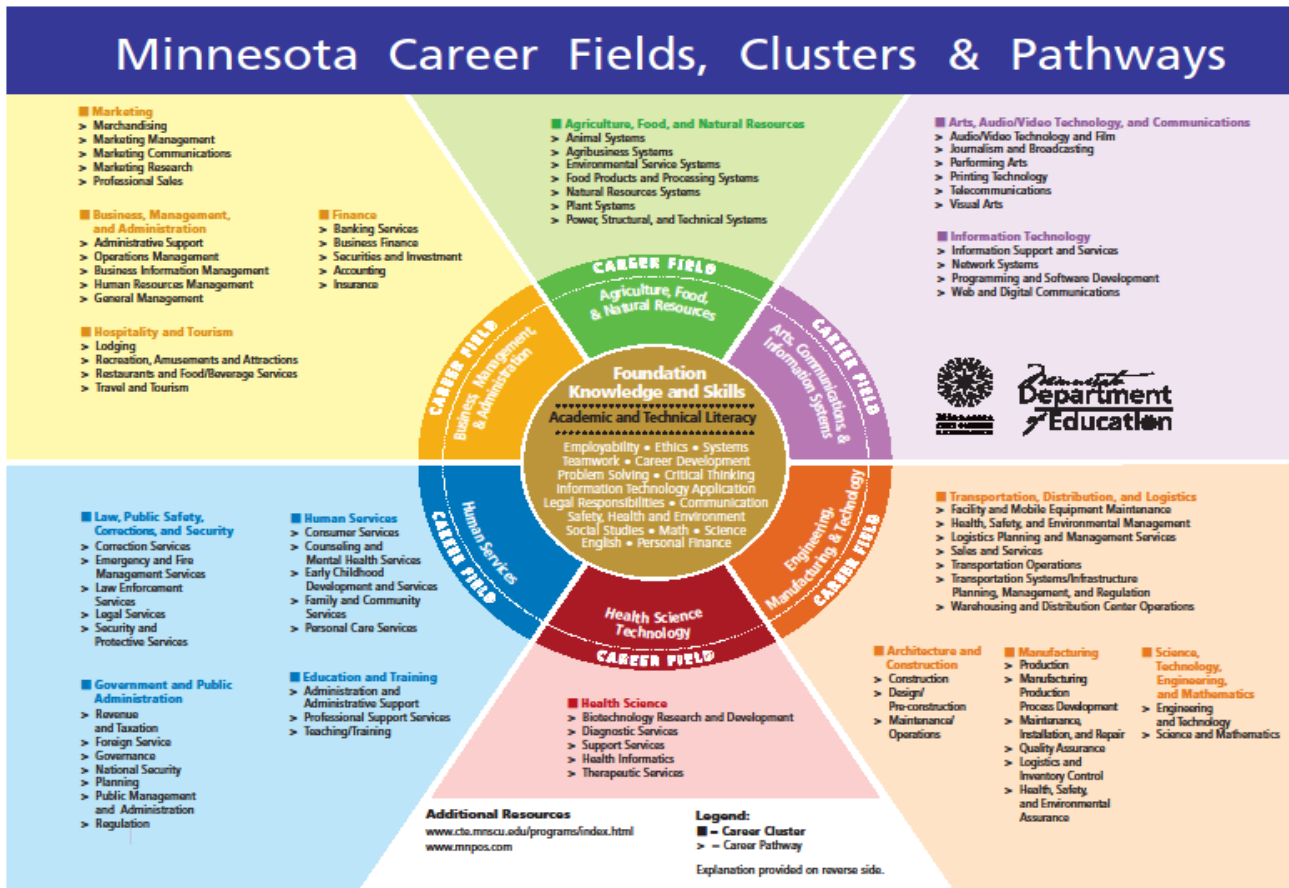 Minnesota Career Fields, Clusters & Pathways
■ Marketing
> Merchandising
> Marketing Management
> Marketing Communications
> Marketing Research
> Professional Sales
■ Business, Management,
and Administration
> Administrative Support
> Operations Management
> Business Information Management
> Human Resources Management
> General Management
■ Finance
> Banking Services
> Business Finance
> Securities and Investment
> Accounting
> Insurance
■ Hospitality and Tourism
> Lodging
> Recreation, Amusements and Attractions
> Restaurants and Food/Beverage Services
> Travel and Tourism
■ Agriculture, Food, and Natural Resources
> Animal Systems
> Agribusiness Systems
> Environmental Service Systems
> Food Products and Processing Systems
> Natural Resources Systems
> Plant Systems
> Power, Structural, and Technical Systems
■ Arts, Audio/Video Technology, and Communications
> Audio/Video Technology and Film
> Journalism and Broadcasting
> Performing Arts
> Printing Technology
> Telecommunications
> Visual Arts
■ Information Technology
> Information Support and Services
> Network Systems
> Programming and Software Development
> Web and Digital Communications
Minnesota
Department
of Education
CAREER FIELD
Agriculture, Food,
& Natural Resources
CAREER FIELD
Arts, Communications, &
Information Systems
CAREER FIELD
Business, Management,
& Administration
Foundation
Knowledge and Skills
Academic and Technical Literacy
Employability • Ethics • Systems
Teamwork • Career Development
Problem Solving • Critical Thinking
Information Technology Application
Legal Responsibilities • Communication
Safety, Health and Environment
Social Studies • Math • Science
English • Personal Finance
Human Services
CAREER FIELD
Engineering,
Manufacturing, & Technology
CAREER FIELD
Health Science
Technology
CAREER FIELD
■ Law, Public Safety,
Corrections, and Security
> Correction Services
> Emergency and Fire
Management Services
> Law Enforcement
Services
> Legal Services
> Security and
Protective Services
■ Human Services
> Consumer Services
> Counseling and
Mental Health Services
> Early Childhood
Development and Services
> Family and Community
Services
> Personal Care Services
■ Government and Public
Administration
> Revenue
and Taxation
> Foreign Service
> Governance
> National Security
> Planning
> Public Management
and Administration
> Regulation
■ Education and Training
> Administration and
Administrative Support
> Professional Support Services
> Teaching/Training
■ Health Science
> Biotechnology Research and Development
> Diagnostic Services
> Support Services
> Health Informatics
> Therapeutic Services
■ Transportation, Distribution, and Logistics
> Facility and Mobile Equipment Maintenance
> Health, Safety, and Environmental Management
> Logistics Planning and Management Services
> Sales and Services
> Transportation Operations
> Transportation Systems/Infrastructure
Planning, Management, and Regulation
> Warehousing and Distribution Center Operations
■ Architecture and
Construction
> Construction
> Design/
Pre-construction
> Maintenance/
Operations
■ Manufacturing
> Production
> Manufacturing
Production
Process Development
> Maintenance,
Installation, and Repair
> Quality Assurance
> Logistics and
Inventory Control
> Health, Safety,
and Environmental
Assurance
■ Science,
Technology,
Engineering,
and Mathematics
> Engineering
and Technology
> Science and Mathematics
Additional Resources
www.cte.mnscu.edu/programs/index.html
www.mnpos.com
Legend:
■ = Career Cluster
> = Career Pathway
Explanation provided on reverse side.